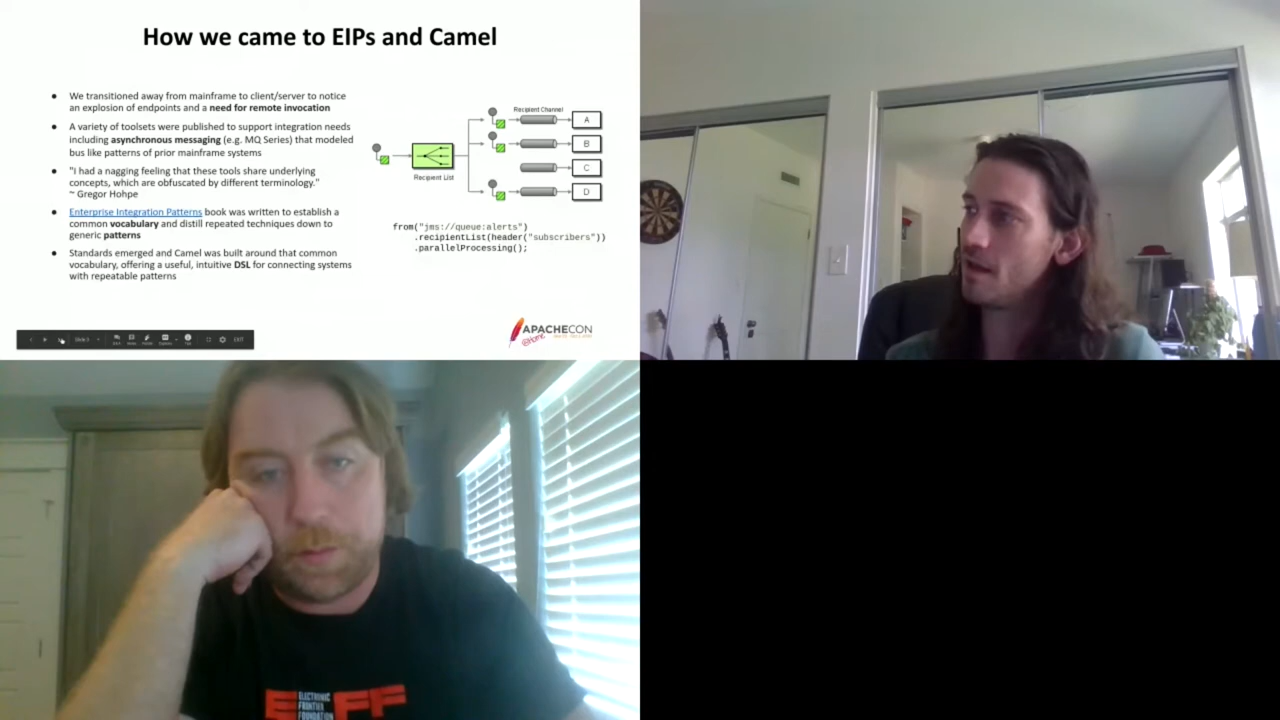 How we came to EIPs and Camel
● We transitioned away from mainframe to client/server to notice
an explosion of endpoints and a need for remote invocation
● A variety of toolsets were published to support integration needs
including asynchronous messaging (e.g. MQ Series) that modeled
bus like patterns of prior mainframe systems
● "I had a nagging feeling that these tools share underlying
concepts, which are obfuscated by different terminology."
~ Gregor Hohpe
● Enterprise Integration Patterns book was written to establish a
common vocabulary and distill repeated techniques down to
generic patterns
● Standards emerged and Camel was built around that common
vocabulary, offering a useful, intuitive DSL for connecting systems
with repeatable patterns
Recipient Channel
A
B
C
D
Recipient List
from("jms://queue:alerts")
.recipientList(header("subscribers"))
.parallelProcessing();
APACHECON
@home
EXIT
EFF
ELECTRONIC
FRONTIER
FOUNDATION